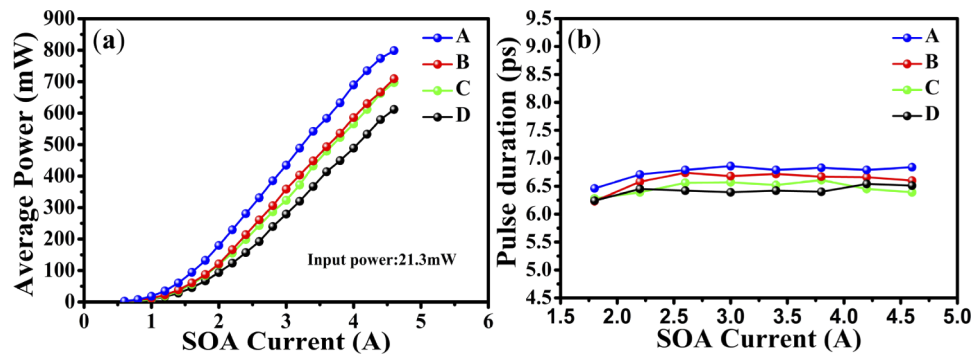 (a)
A
B
C
D
Input power:21.3mW
Average Power (mW)
900
800
700
600
500
400
300
200
100
0
0 1 2 3 4 5 6
SOA Current (A)
(b)
A
B
C
D
Pulse duration (ps)
9.5
9.0
8.5
8.0
7.5
7.0
6.5
6.0
5.5
5.0
4.5
1.5 2.0 2.5 3.0 3.5 4.0 4.5 5.0
SOA Current (A)